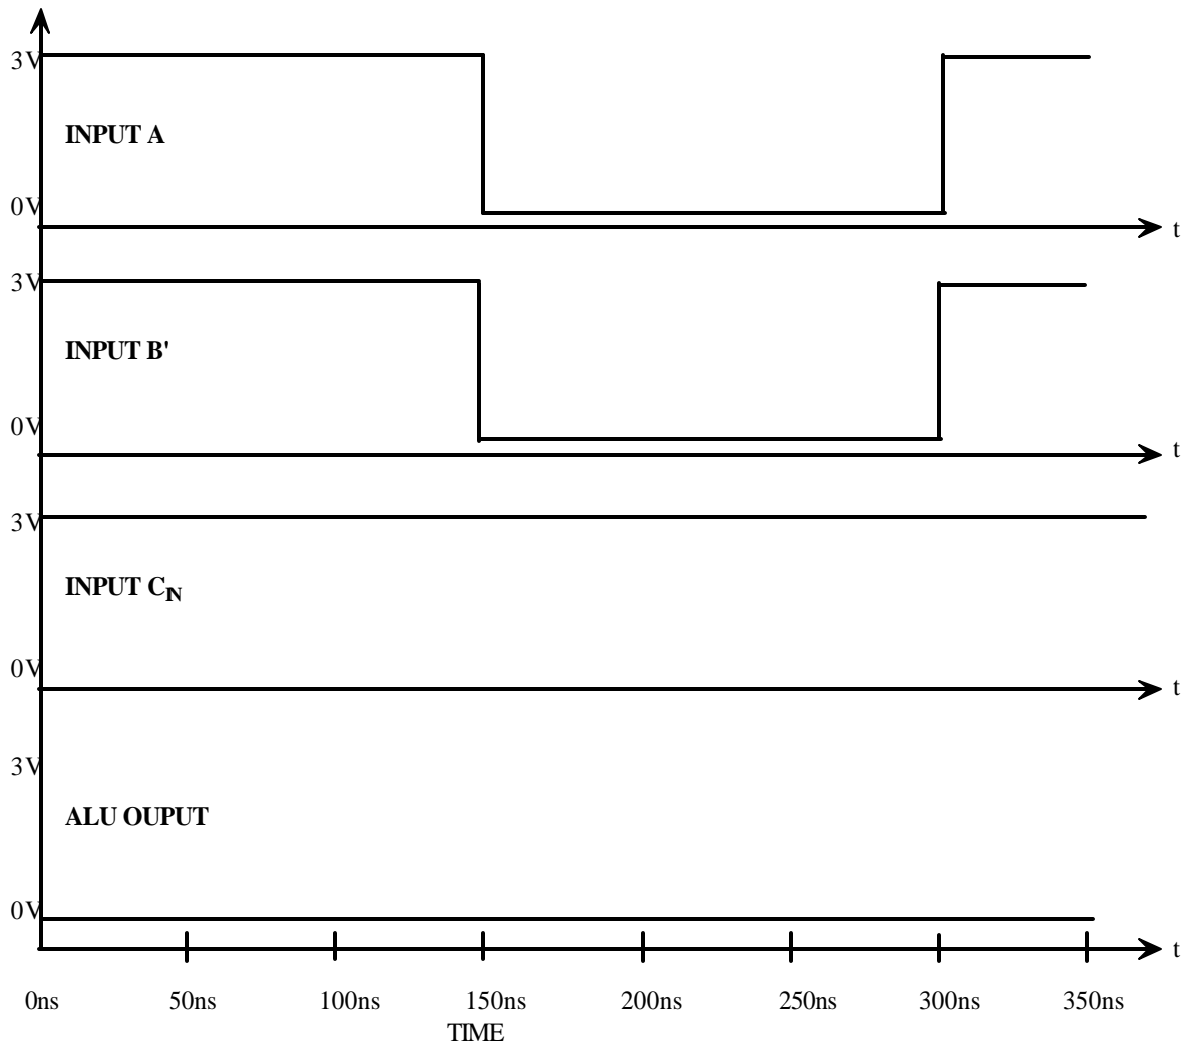 3V
INPUT A
0V
t
3V
INPUT B'
0V
t
3V
INPUT CIN
0V
t
3V
ALU OUPUT
0V
t
0ns 50ns 100ns 150ns 200ns 250ns 300ns 350ns
TIME